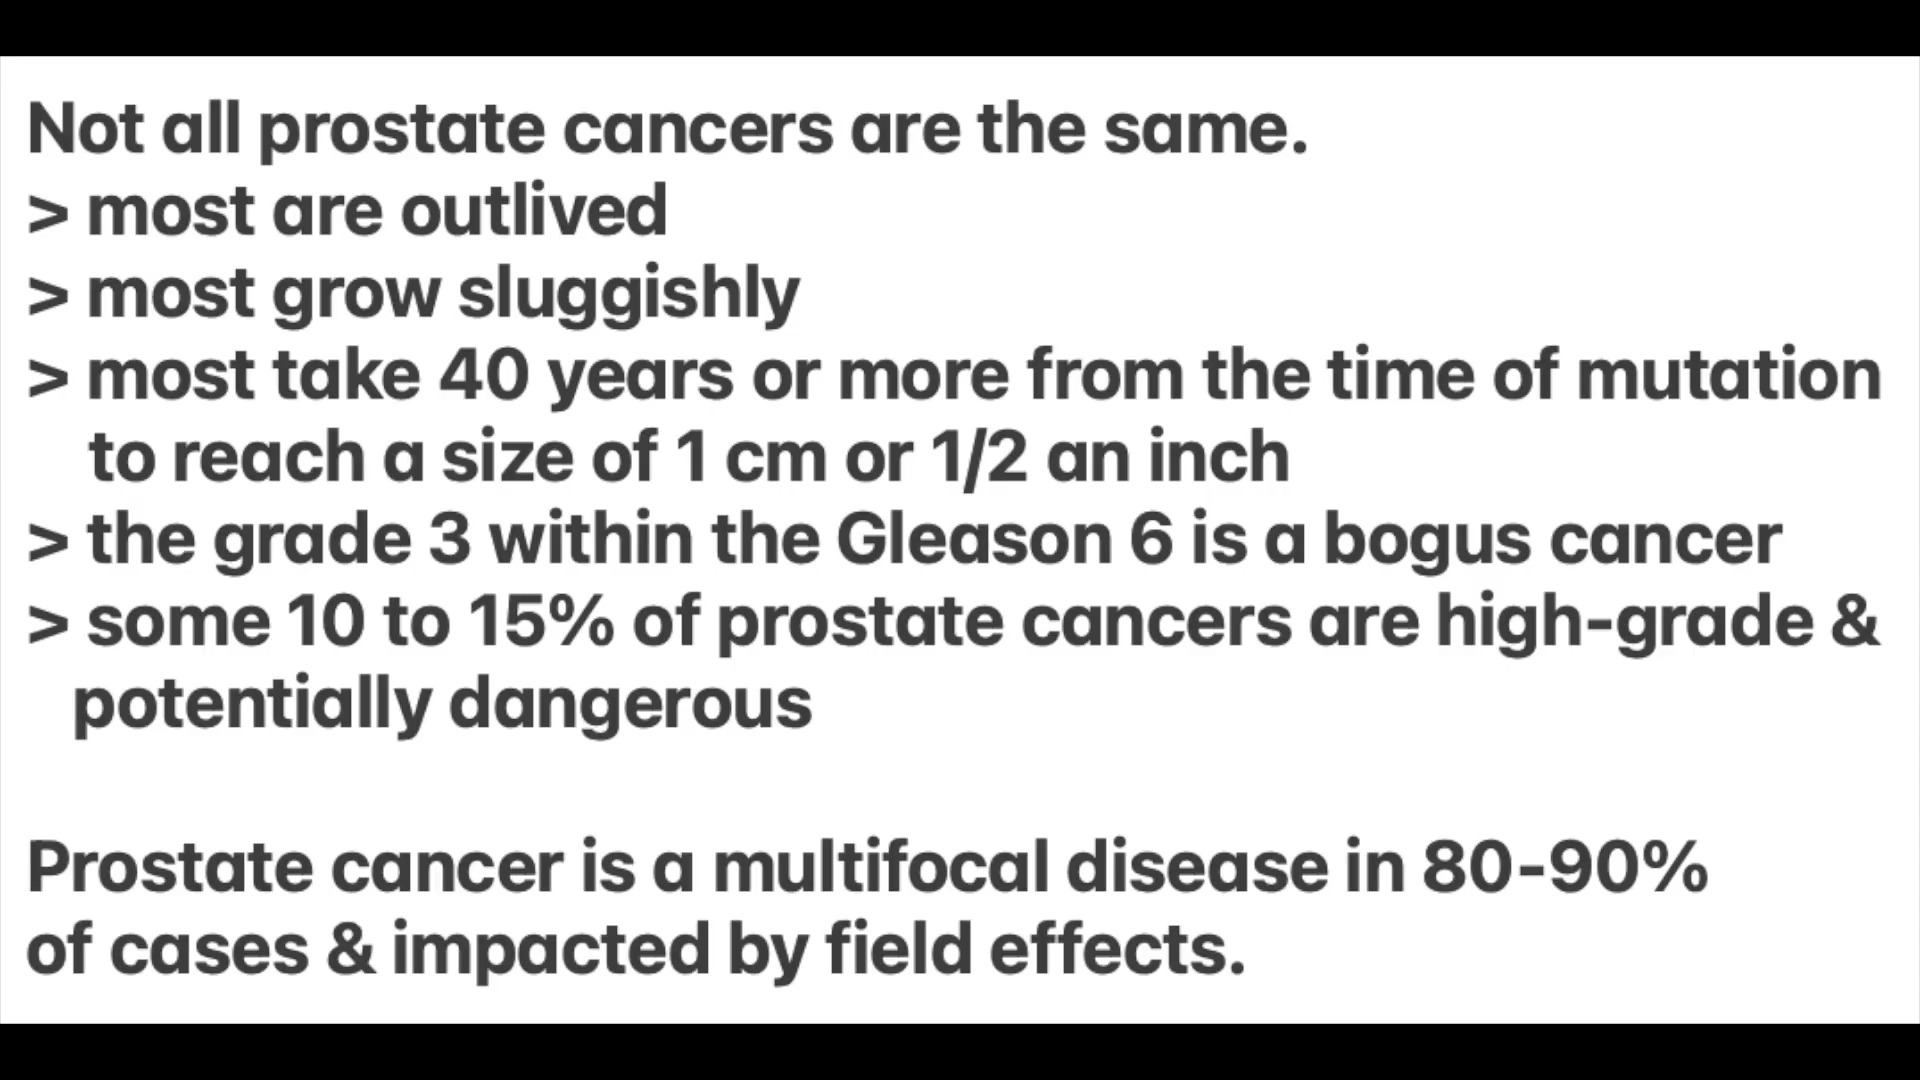 Not all prostate cancers are the same.
> most are outlived
> most grow sluggishly
> most take 40 years or more from the time of mutation
to reach a size of 1 cm or 1/2 an inch
> the grade 3 within the Gleason 6 is a bogus cancer
> some 10 to 15% of prostate cancers are high-grade &
potentially dangerous
Prostate cancer is a multifocal disease in 80-90%
of cases & impacted by field effects.